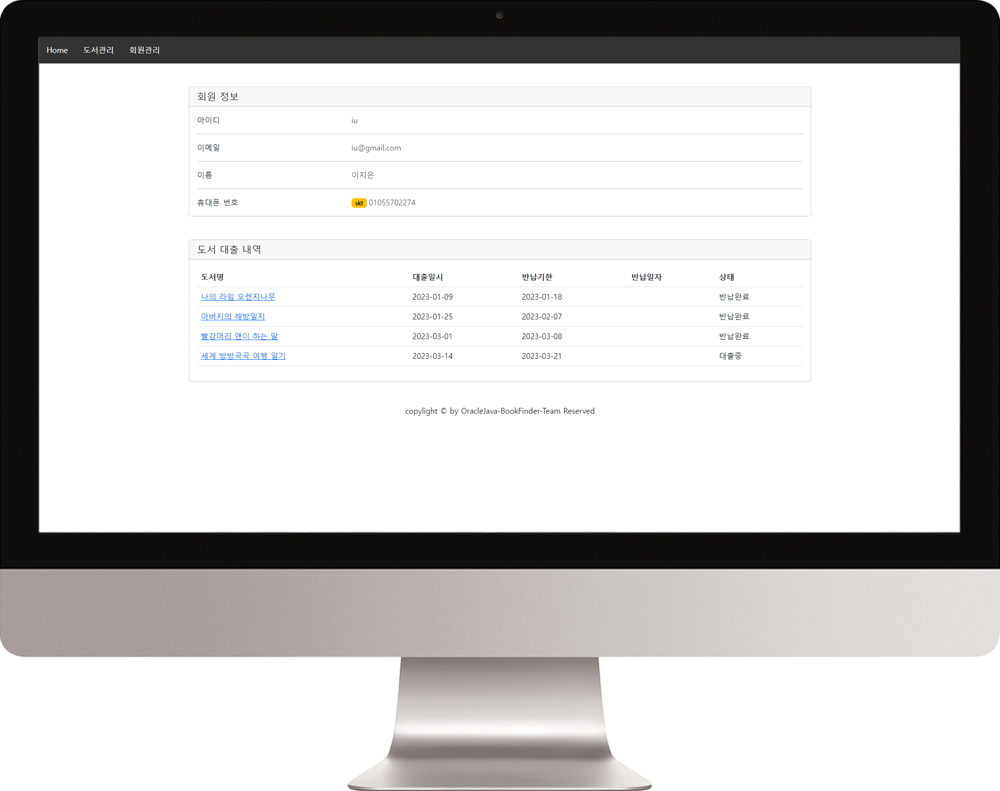 Home 도서관리 회원관리
회원 정보
아이디 iu
이메일 iu@gmail.com
이름 이지은
휴대폰 번호 skt 01055702274
도서 대출 내역
도서명 대출일시 반납기한 반납일자 상태
나의 라임 오렌지나무 2023-01-09 2023-01-18 반납완료
아버지의 해방일지 2023-01-25 2023-02-07 반납완료
빨강머리 앤이 하는 말 2023-03-01 2023-03-08 반납완료
세계 방방곡곡 여행 일기 2023-03-14 2023-03-21 대출중
copylight © by OracleJava-BookFinder-Team Reserved